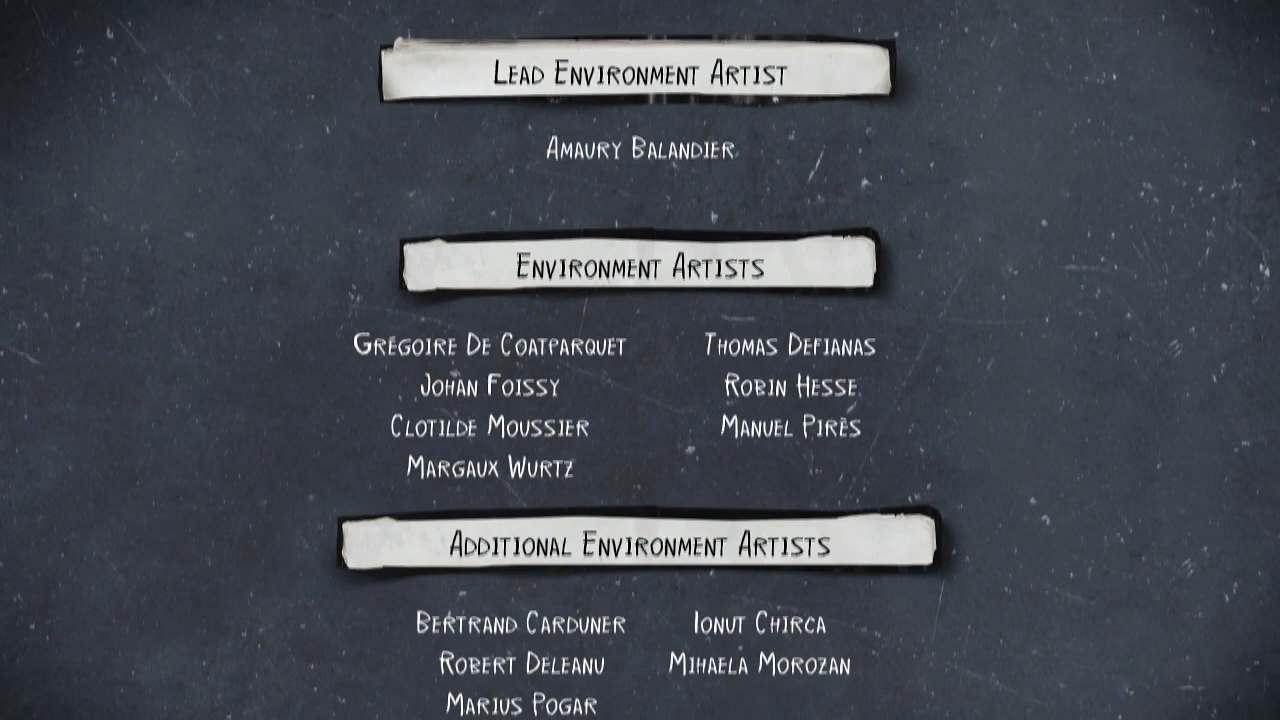 Lead Environment Artist
Amaury Balandier
Environment Artists
Grégoire De Coatparquet Thomas Defianas
Johan Foissy Robin Hesse
Clotilde Moussier Manuel Pirès
Margaux Wurtz
Additional Environment Artists
Bertrand Carduner Ionut Chirca
Robert Deleanu Mihaela Morozan
Marius Pogar